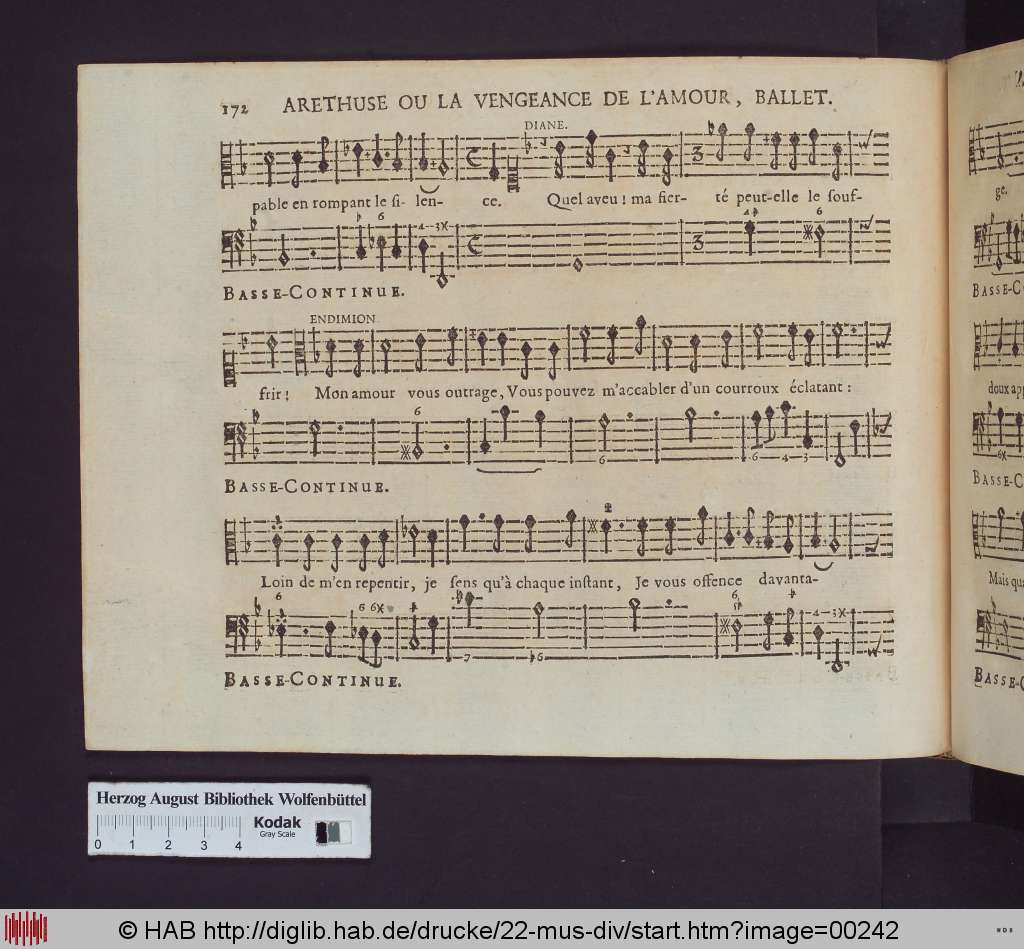 172 ARETHUSE OU LA VENGEANCE DE L'AMOUR, BALLET.
DIANE.
pable en rompant le ſi- len- ce. Quel aveu ! ma fier- té peut-elle le ſouf-
BASSE-CONTINUE.
ENDIMION
frir ! Mon amour vous outrage, Vous pouvez m'accabler d'un courroux éclatant :
BASSE-CONTINUE.
Loin de m'en repentir, je ſens qu'à chaque inſtant, Je vous offence davanta-
BASSE-CONTINUE.
ge.
BASSE-C
doux app
BASSE-C
Mais qua
BASSE-C
Herzog August Bibliothek Wolfenbüttel
Kodak
Gray Scale
0 1 2 3 4
© HAB http://diglib.hab.de/drucke/22-mus-div/start.htm?image=00242